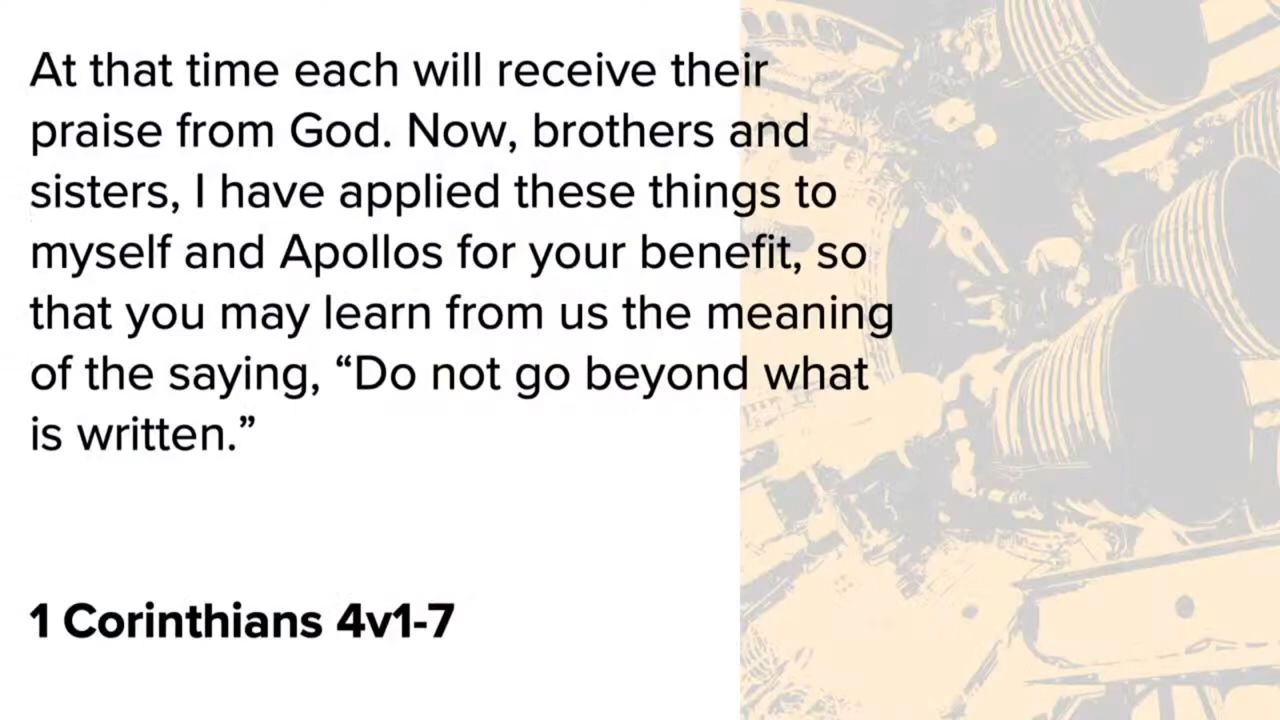 At that time each will receive their
praise from God. Now, brothers and
sisters, I have applied these things to
myself and Apollos for your benefit, so
that you may learn from us the meaning
of the saying, “Do not go beyond what
is written.”
1 Corinthians 4v1-7